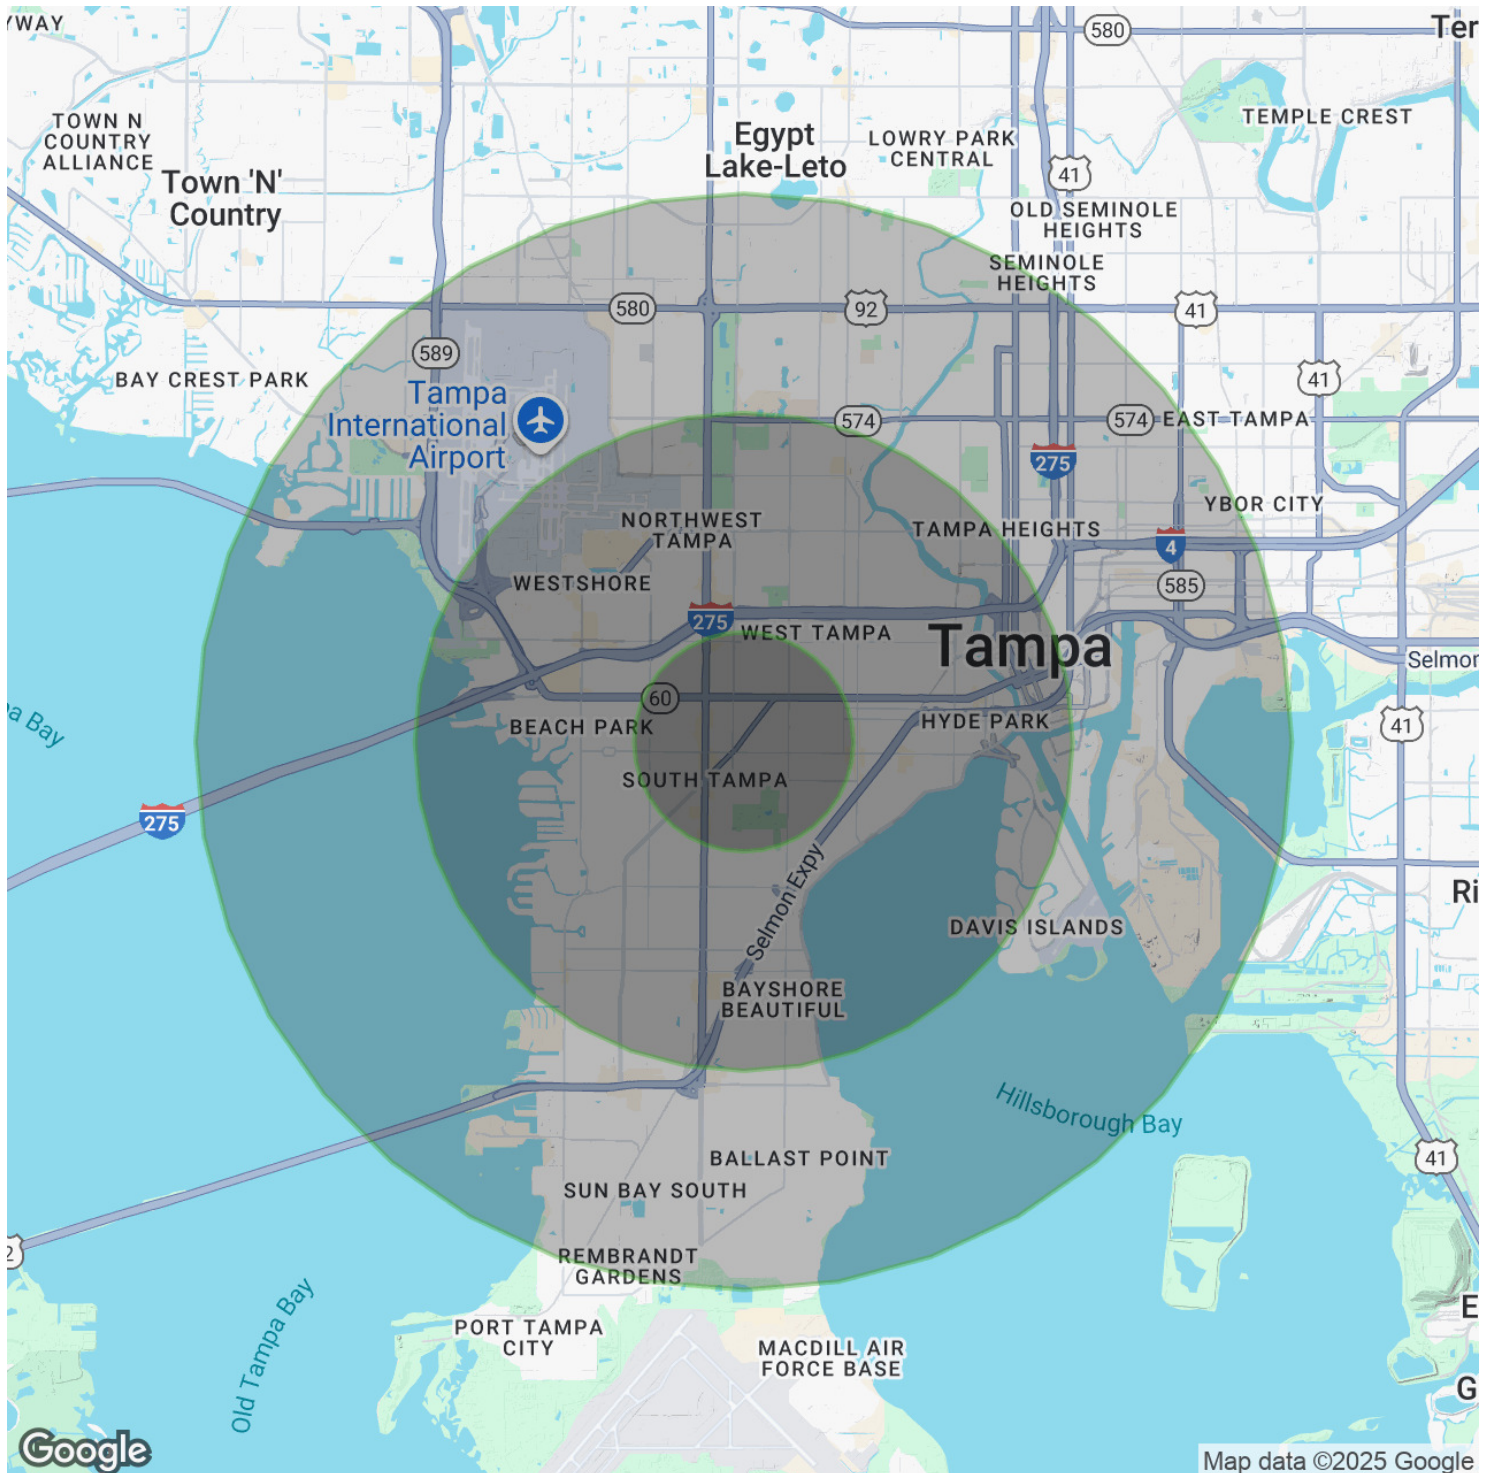 YWAY
580
Ter
TOWN N
COUNTRY
ALLIANCE
Egypt
Lake-Leto
LOWRY PARK
CENTRAL
TEMPLE CREST
Town 'N'
Country
41
OLD SEMINOLE
HEIGHTS
SEMINOLE
HEIGHTS
580
92
41
589
BAY CREST PARK
41
Tampa
International
Airport
574
574
EAST TAMPA
275
NORTHWEST
TAMPA
TAMPA HEIGHTS
YBOR CITY
4
WESTSHORE
585
275
WEST TAMPA
Tampa
Selmon
60
a Bay
BEACH PARK
HYDE PARK
41
SOUTH TAMPA
275
Selmon Expy
Ri
DAVIS ISLANDS
BAYSHORE
BEAUTIFUL
Hillsborough Bay
BALLAST POINT
41
SUN BAY SOUTH
2
REMBRANDT
GARDENS
Old Tampa Bay
PORT TAMPA
CITY
MACDILL AIR
FORCE BASE
E
G
Google
Map data ©2025 Google